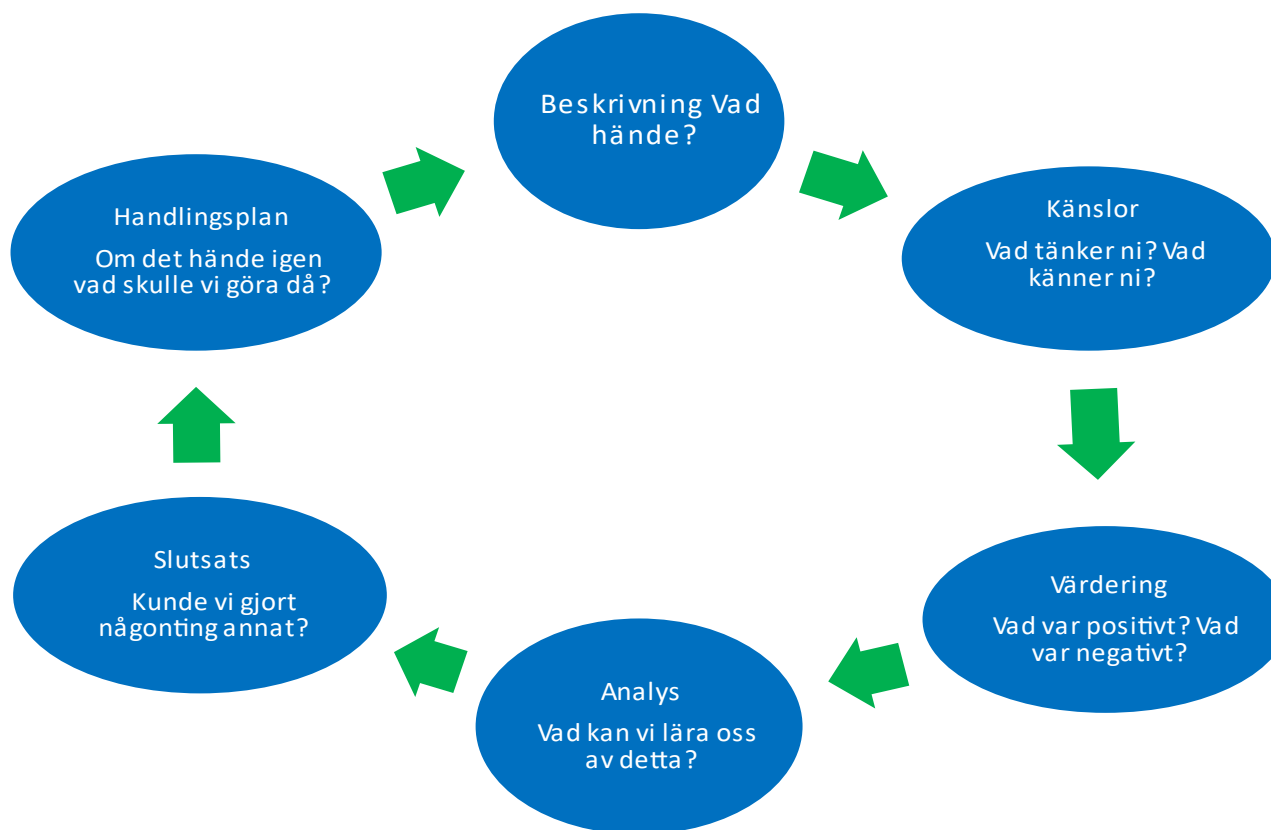 Beskrivning Vad
hände?
Känslor
Vad tänker ni? Vad
känner ni?
Värdering
Vad var positivt? Vad
var negativt?
Analys
Vad kan vi lära oss
av detta?
Slutsats
Kunde vi gjort
någonting annat?
Handlingsplan
Om det hände igen
vad skulle vi göra då?